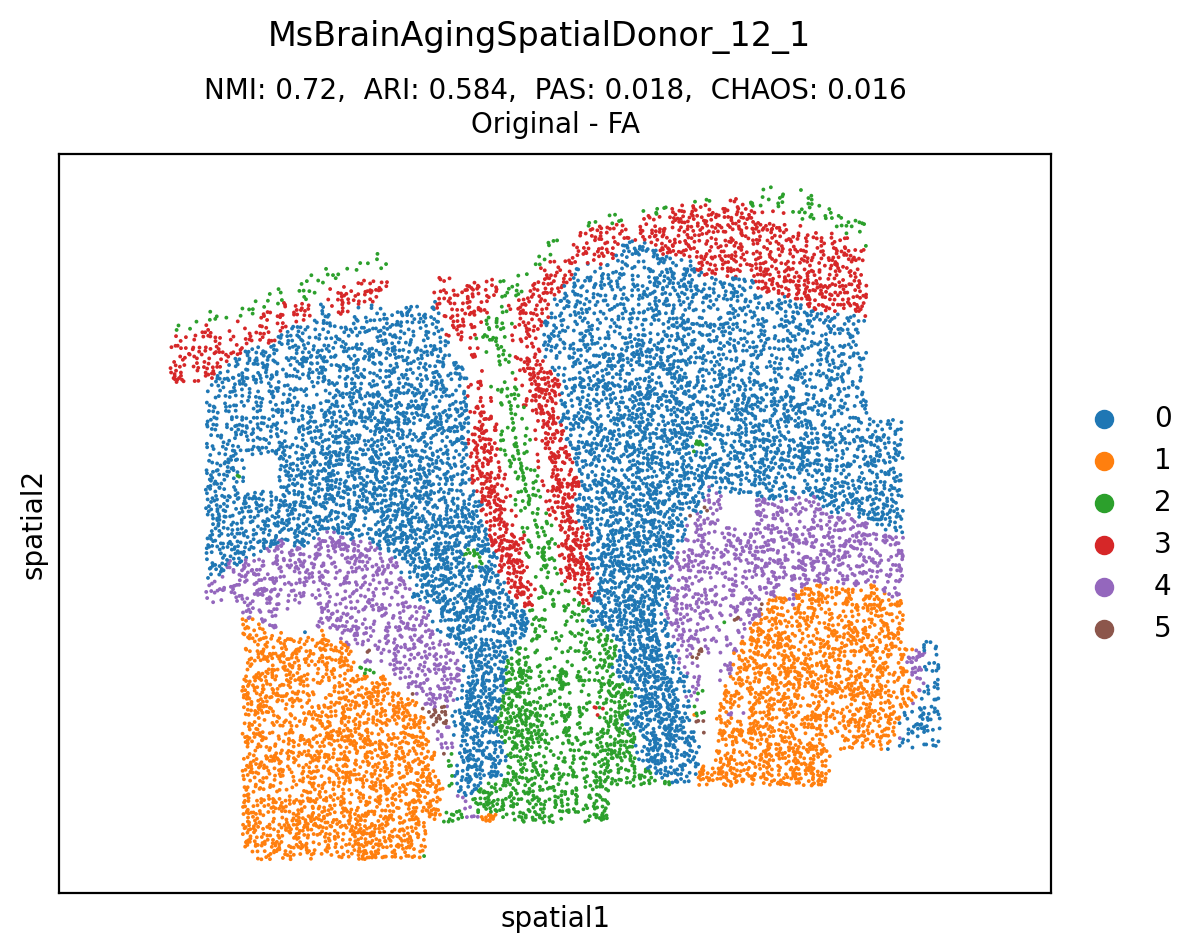 MsBrainAgingSpatialDonor_12_1
NMI: 0.72,  ARI: 0.584,  PAS: 0.018,  CHAOS: 0.016
Original - FA
spatial2
0
1
2
3
4
5
spatial1